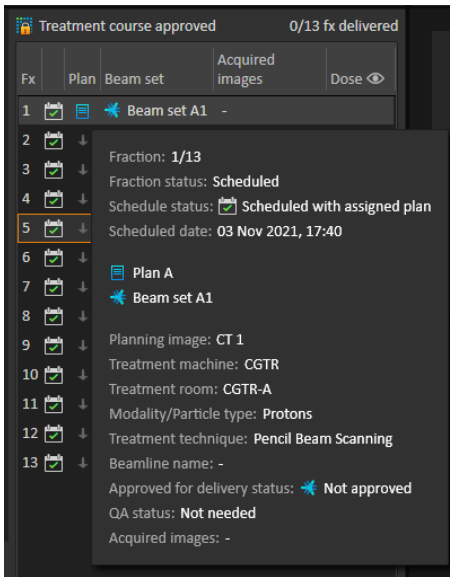 Treatment course approved 0/13 fx delivered
Fx Plan Beam set Acquired images Dose
1 Beam set A1 -
2
3
4
5
6
7
8
9
10
11
12
13
Fraction: 1/13
Fraction status: Scheduled
Schedule status: Scheduled with assigned plan
Scheduled date: 03 Nov 2021, 17:40
Plan A
Beam set A1
Planning image: CT 1
Treatment machine: CGTR
Treatment room: CGTR-A
Modality/Particle type: Protons
Treatment technique: Pencil Beam Scanning
Beamline name: -
Approved for delivery status: Not approved
QA status: Not needed
Acquired images: -